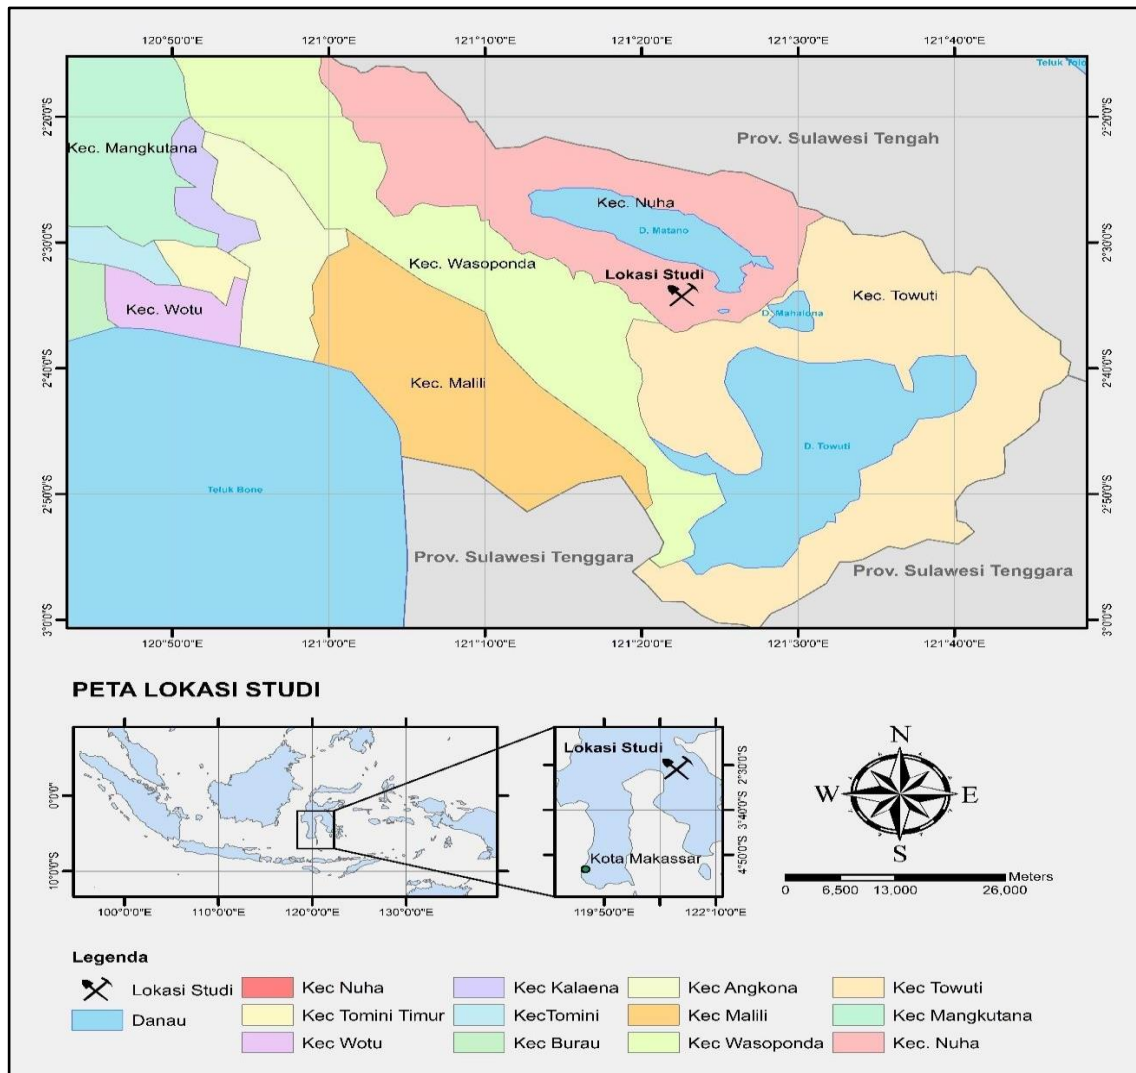 120°50'0"E 121°0'0"E 121°10'0"E 121°20'0"E 121°30'0"E 121°40'0"E
Teluk Tolo
2°20'0"S 2°20'0"S
Prov. Sulawesi Tengah
Kec. Mangkutana
Kec. Nuha
D. Matano
2°30'0"S 2°30'0"S
Kec. Wasoponda
Lokasi Studi
Kec. Towuti
Kec. Wotu
D. Mahalona
2°40'0"S 2°40'0"S
Kec. Malili
D. Towuti
Teluk Bone
2°50'0"S 2°50'0"S
Prov. Sulawesi Tenggara
Prov. Sulawesi Tenggara
3°0'0"S 3°0'0"S
120°50'0"E 121°0'0"E 121°10'0"E 121°20'0"E 121°30'0"E 121°40'0"E
PETA LOKASI STUDI
0°0'0"
10°0'0"S
100°0'0"E 110°0'0"E 120°0'0"E 130°0'0"E
Lokasi Studi
2°30'0"S
3°40'0"S
4°50'0"S
Kota Makassar
119°50'0"E 122°10'0"E
N
W E
S
Meters
0 6,500 13,000 26,000
Legenda
Lokasi Studi
Danau
Kec Nuha
Kec Tomini Timur
Kec Wotu
Kec Kalaena
KecTomini
Kec Burau
Kec Angkona
Kec Malili
Kec Wasoponda
Kec Towuti
Kec Mangkutana
Kec. Nuha